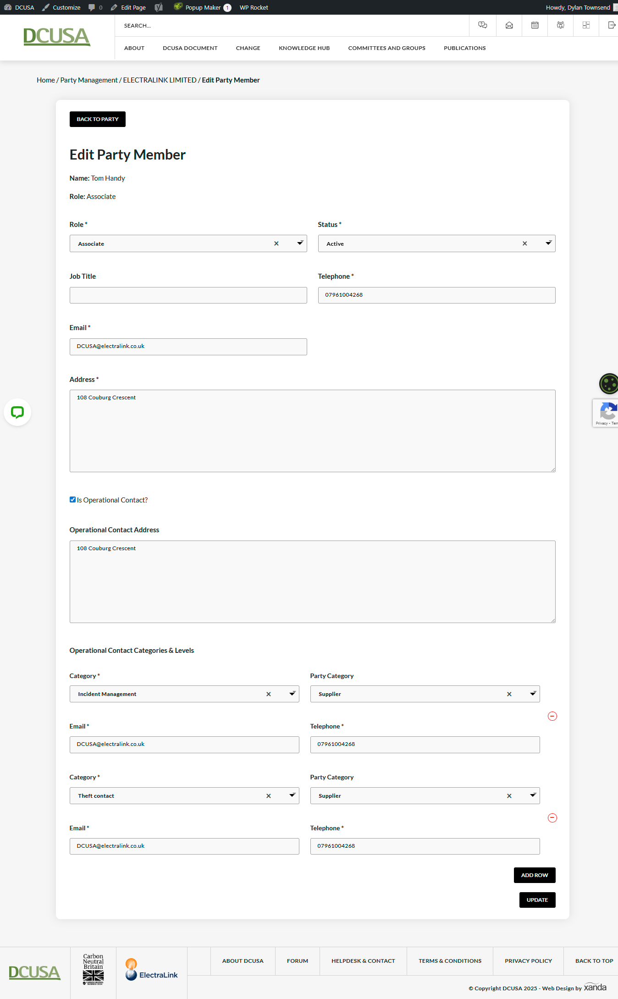 DCUSA Customize 0 Edit Page Popup Maker 1 WP Rocket Howdy, Dylan Townsend
DCUSA
SEARCH...
ABOUT DCUSA DOCUMENT CHANGE KNOWLEDGE HUB COMMITTEES AND GROUPS PUBLICATIONS
Home / Party Management / ELECTRALINK LIMITED / Edit Party Member
BACK TO PARTY
Edit Party Member
Name: Tom Handy
Role: Associate
Role * Status *
Associate × Active ×
Job Title Telephone *
07961004268
Email *
DCUSA@electralink.co.uk
Address *
108 Couburg Crescent
Privacy - Terr
Is Operational Contact?
Operational Contact Address
108 Couburg Crescent
Operational Contact Categories & Levels
Category * Party Category
Incident Management × Supplier ×
Email * Telephone *
DCUSA@electralink.co.uk 07961004268
Category * Party Category
Theft contact × Supplier ×
Email * Telephone *
DCUSA@electralink.co.uk 07961004268
ADD ROW
UPDATE
DCUSA
Carbon
Neutral
Britain
ElectraLink
ABOUT DCUSA FORUM HELPDESK & CONTACT TERMS & CONDITIONS PRIVACY POLICY BACK TO TOP
© Copyright DCUSA 2025 - Web Design by xanda